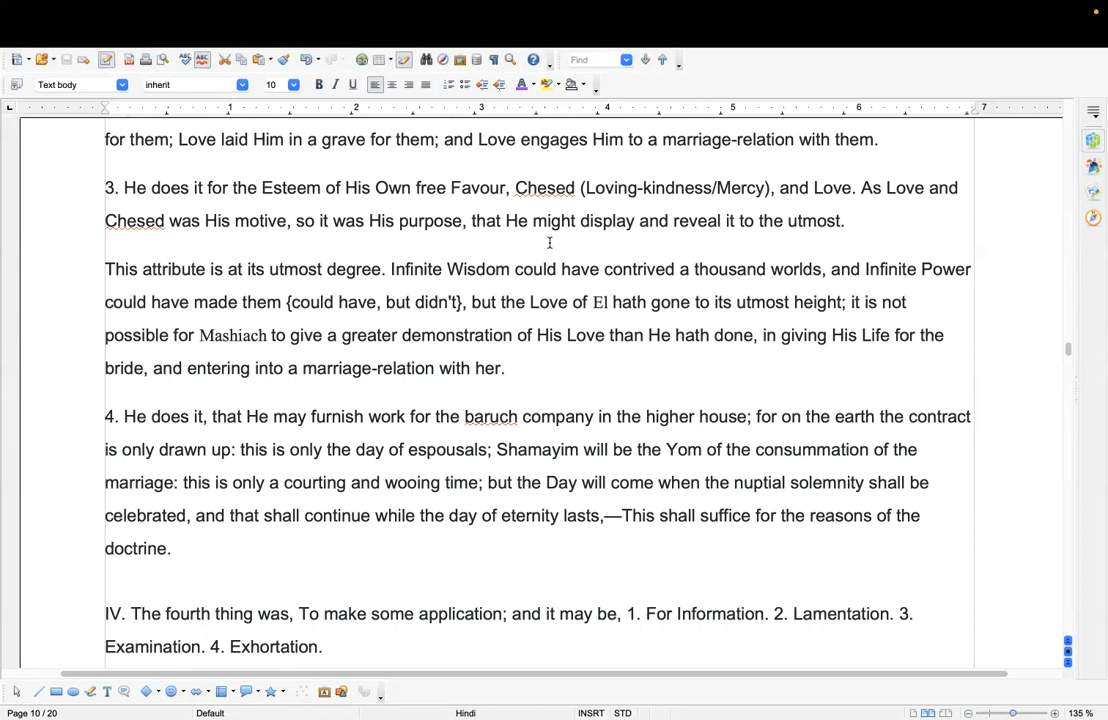 Text body
inherit
10
Find
1 2 3 4 5 6 7
for them; Love laid Him in a grave for them; and Love engages Him to a marriage-relation with them.
3. He does it for the Esteem of His Own free Favour, Chesed (Loving-kindness/Mercy), and Love. As Love and
Chesed was His motive, so it was His purpose, that He might display and reveal it to the utmost.
This attribute is at its utmost degree. Infinite Wisdom could have contrived a thousand worlds, and Infinite Power
could have made them {could have, but didn't}, but the Love of El hath gone to its utmost height; it is not
possible for Mashiach to give a greater demonstration of His Love than He hath done, in giving His Life for the
bride, and entering into a marriage-relation with her.
4. He does it, that He may furnish work for the baruch company in the higher house; for on the earth the contract
is only drawn up: this is only the day of espousals; Shamayim will be the Yom of the consummation of the
marriage: this is only a courting and wooing time; but the Day will come when the nuptial solemnity shall be
celebrated, and that shall continue while the day of eternity lasts,—This shall suffice for the reasons of the
doctrine.
IV. The fourth thing was, To make some application; and it may be, 1. For Information. 2. Lamentation. 3.
Examination. 4. Exhortation.
Page 10 / 20
Default
Hindi
INSRT
STD
135 %